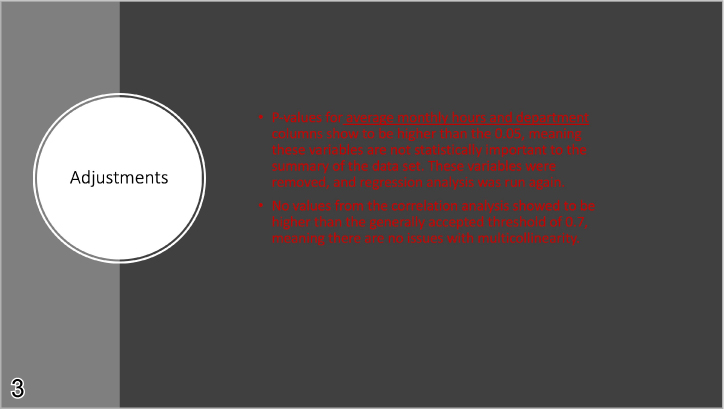 Adjustments
• P-values for average monthly hours and department
columns show to be higher than the 0.05, meaning
these variables are not statistically important to the
summary of the data set. These variables were
removed, and regression analysis was run again.
• No values from the correlation analysis showed to be
higher than the generally accepted threshold of 0.7,
meaning there are no issues with multicollinearity.
3